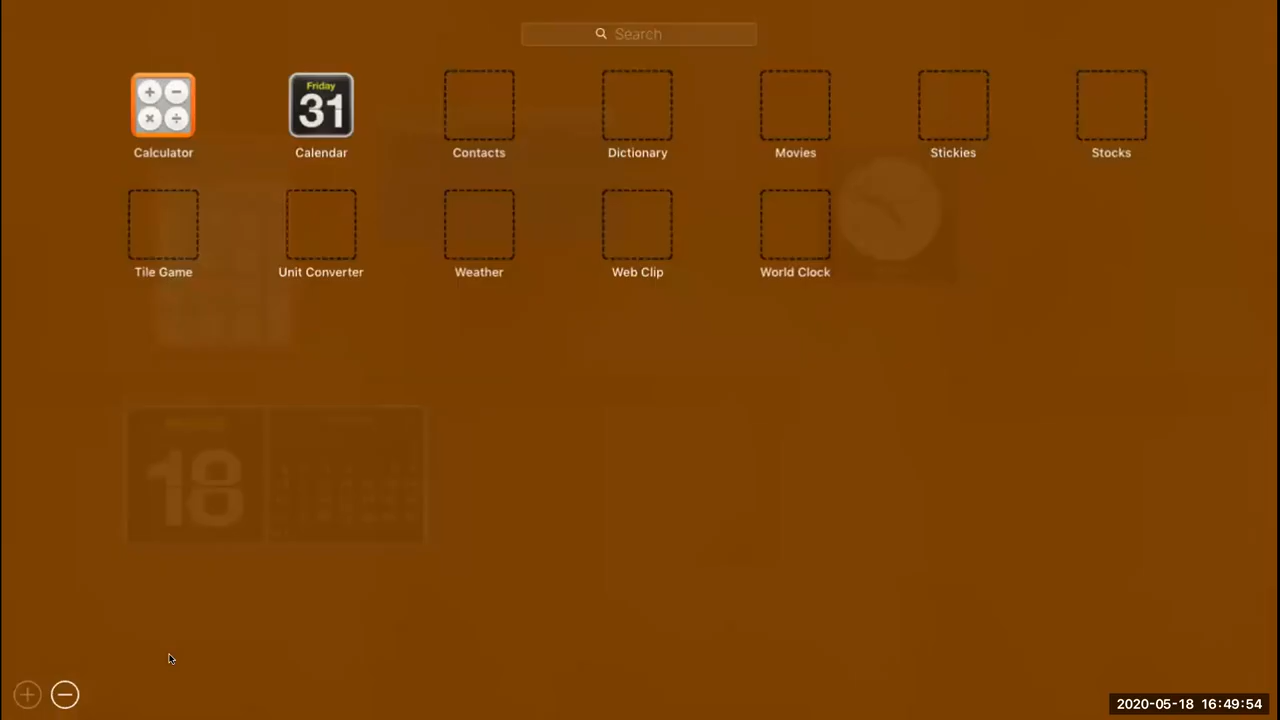 Search
Friday
31
Calculator Calendar Contacts Dictionary Movies Stickies Stocks
Tile Game Unit Converter Weather Web Clip World Clock
18
2020-05-18 16:49:54